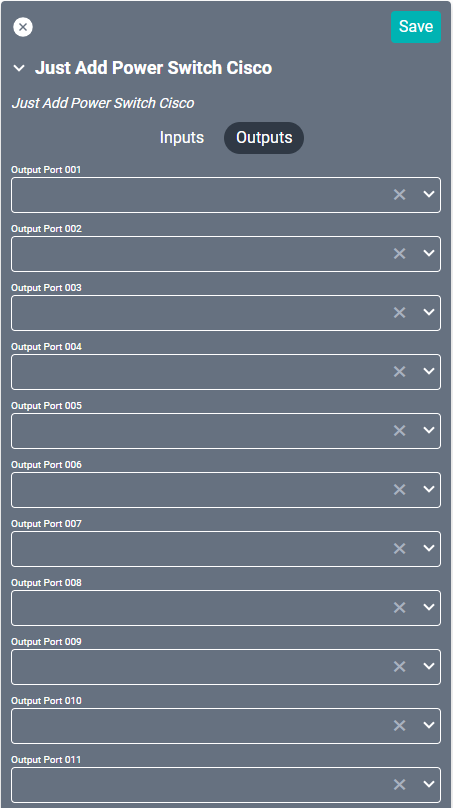 Save
Just Add Power Switch Cisco
Just Add Power Switch Cisco
Inputs Outputs
Output Port 001
Output Port 002
Output Port 003
Output Port 004
Output Port 005
Output Port 006
Output Port 007
Output Port 008
Output Port 009
Output Port 010
Output Port 011